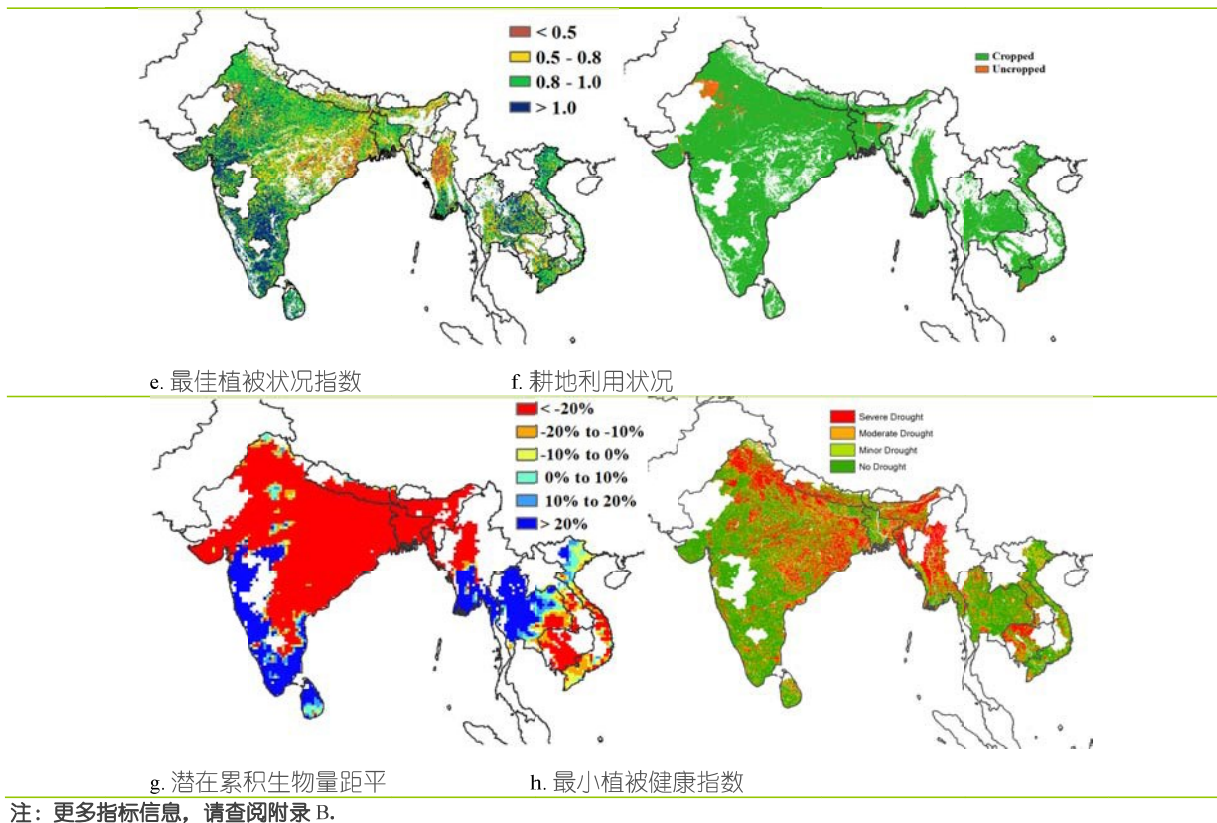 < 0.5
0.5 - 0.8
0.8 - 1.0
> 1.0
Cropped
Uncropped
e. 最佳植被状况指数
f. 耕地利用状况
< -20%
-20% to -10%
-10% to 0%
0% to 10%
10% to 20%
> 20%
Severe Drought
Moderate Drought
Minor Drought
No Drought
g. 潜在累积生物量距平
h. 最小植被健康指数
注：更多指标信息，请查阅附录 B.